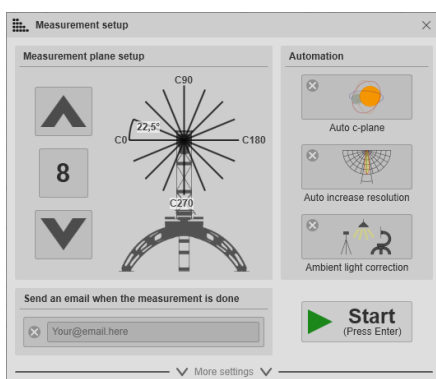 Measurement setup
Measurement plane setup
C90
22,5°
C0
C180
C270
8
Automation
Auto c-plane
Auto increase resolution
Ambient light correction
Send an email when the measurement is done
Your@email.here
Start
(Press Enter)
More settings